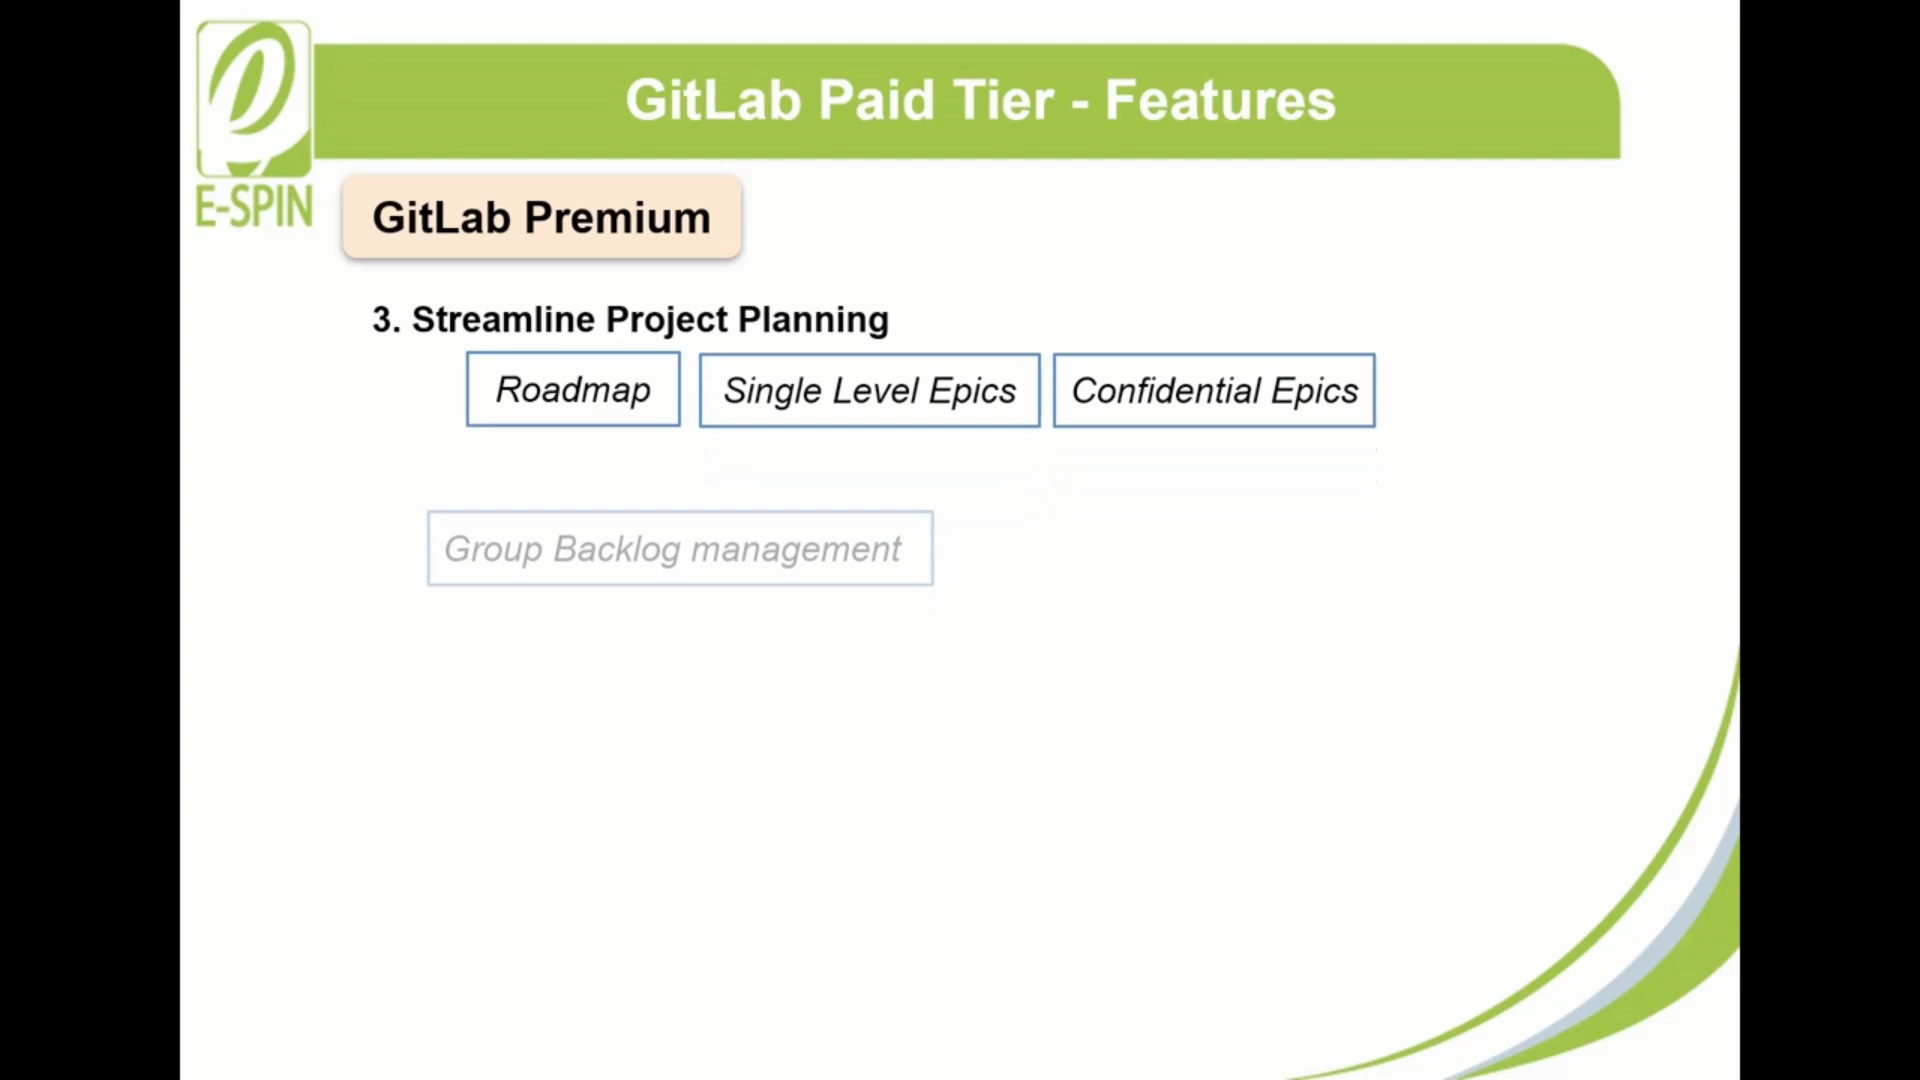 GitLab Paid Tier - Features
E-SPIN
GitLab Premium
3. Streamline Project Planning
Roadmap
Single Level Epics
Confidential Epics
Group Backlog management